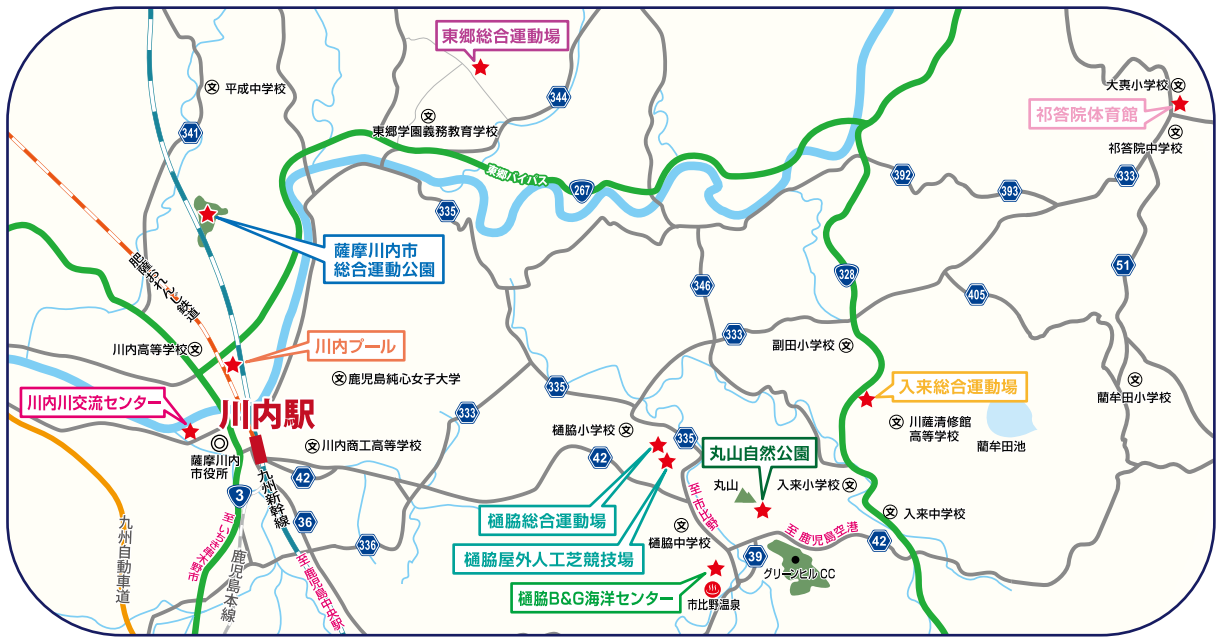 東郷総合運動場
344
平成中学校
大軣小学校
祁答院体育館
東郷学園義務教育学校
341
祁答院中学校
東郷バイパス
392
333
267
393
335
薩摩川内市
総合運動公園
肥薩おれんじ鉄道
51
328
346
405
333
川内高等学校
川内プール
副田小学校
鹿児島純心女子大学
335
入来総合運動場
藺牟田小学校
川内川交流センター
川内駅
333
川薩清修館
高等学校
藺牟田池
樋脇小学校
335
川内商工高等学校
薩摩川内
市役所
42
丸山自然公園
42
丸山
入来小学校
3
九州新幹線
至 市比野
樋脇総合運動場
入来中学校
36
九州自動車道
至 いちき串木野市
樋脇中学校
至 鹿児島空港
42
336
樋脇屋外人工芝競技場
39
鹿児島本線
至 鹿児島中央駅
グリーンヒルCC
樋脇B&G海洋センター
市比野温泉